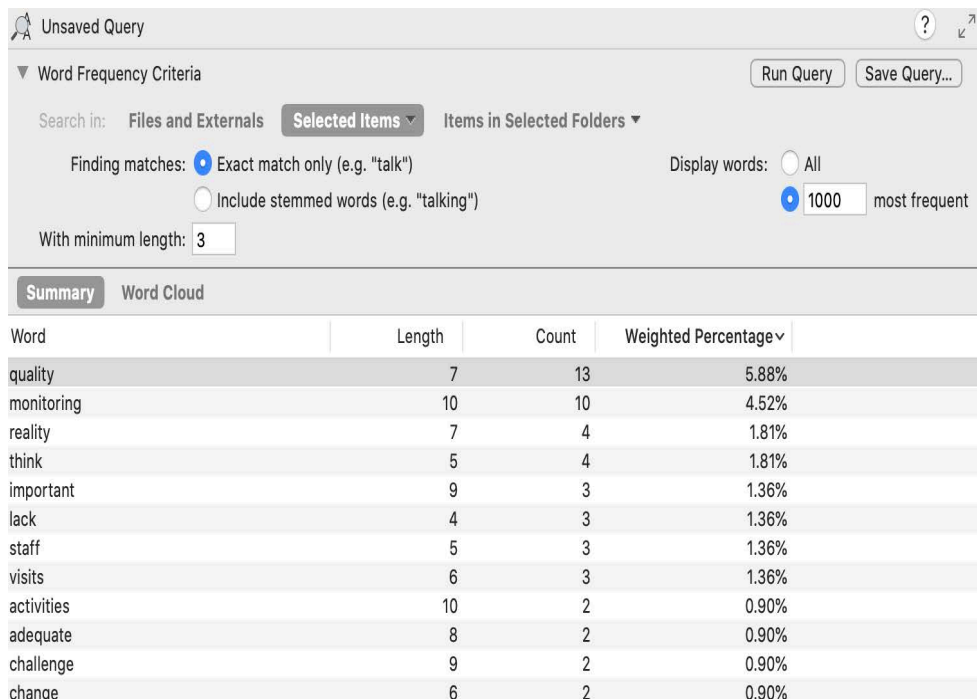 Unsaved Query ?
Word Frequency Criteria Run Query Save Query...
Search in: Files and Externals Selected Items Items in Selected Folders
Finding matches: Exact match only (e.g. "talk") Display words: All
Include stemmed words (e.g. "talking") 1000 most frequent
With minimum length: 3
Summary Word Cloud
Word Length Count Weighted Percentage
quality 7 13 5.88%
monitoring 10 10 4.52%
reality 7 4 1.81%
think 5 4 1.81%
important 9 3 1.36%
lack 4 3 1.36%
staff 5 3 1.36%
visits 6 3 1.36%
activities 10 2 0.90%
adequate 8 2 0.90%
challenge 9 2 0.90%
change 6 2 0.90%